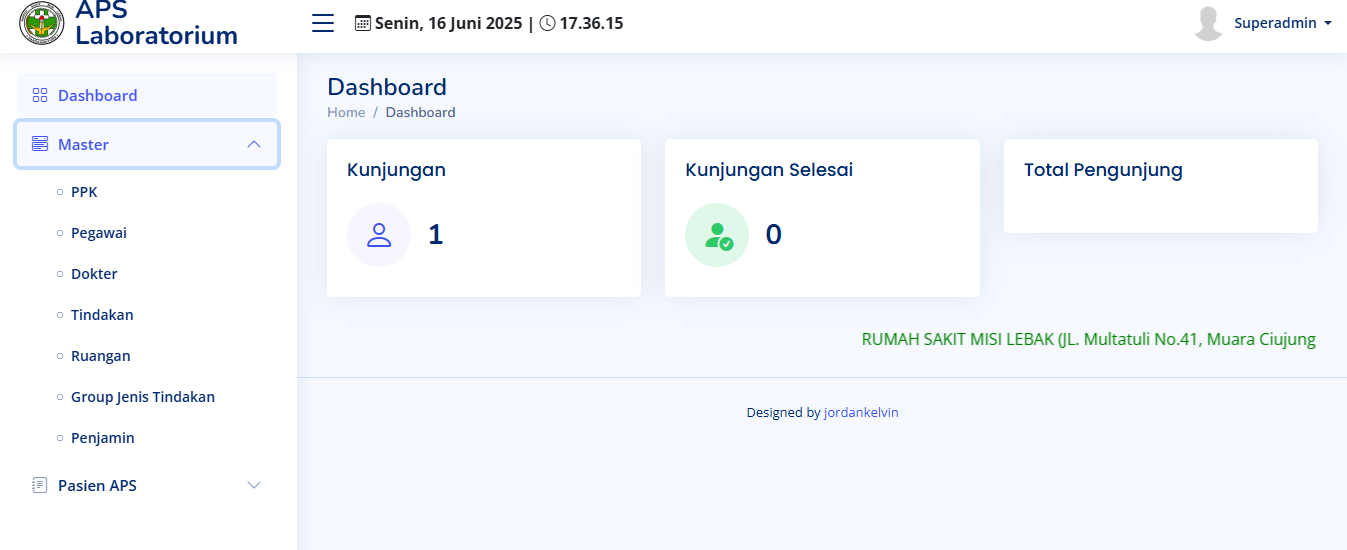 APS
Laboratorium
Senin, 16 Juni 2025 | 17.36.15
Superadmin
Dashboard
Master
PPK
Pegawai
Dokter
Tindakan
Ruangan
Group Jenis Tindakan
Penjamin
Pasien APS
Dashboard
Home / Dashboard
Kunjungan
1
Kunjungan Selesai
0
Total Pengunjung
RUMAH SAKIT MISI LEBAK (JL. Multatuli No.41, Muara Ciujung
Designed by jordankelvin